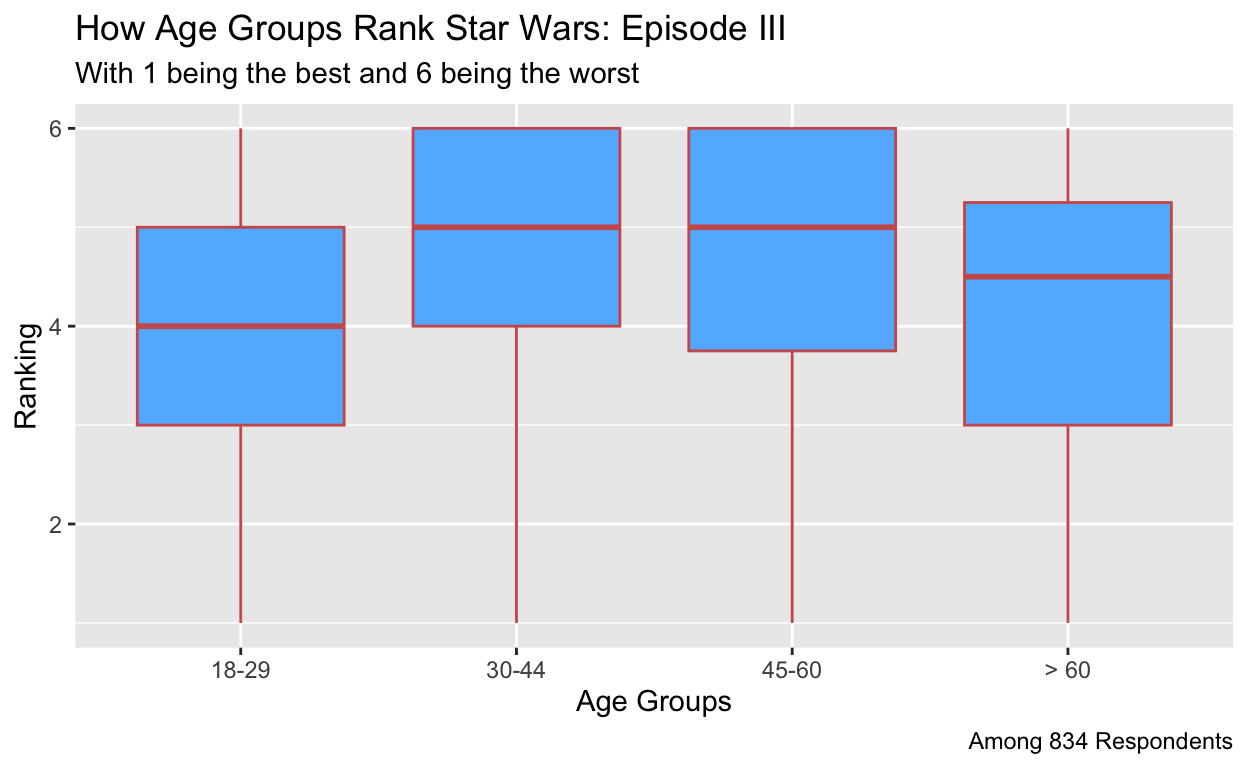 How Age Groups Rank Star Wars: Episode III
With 1 being the best and 6 being the worst
Ranking
6
4
2
18-29
30-44
45-60
> 60
Age Groups
Among 834 Respondents